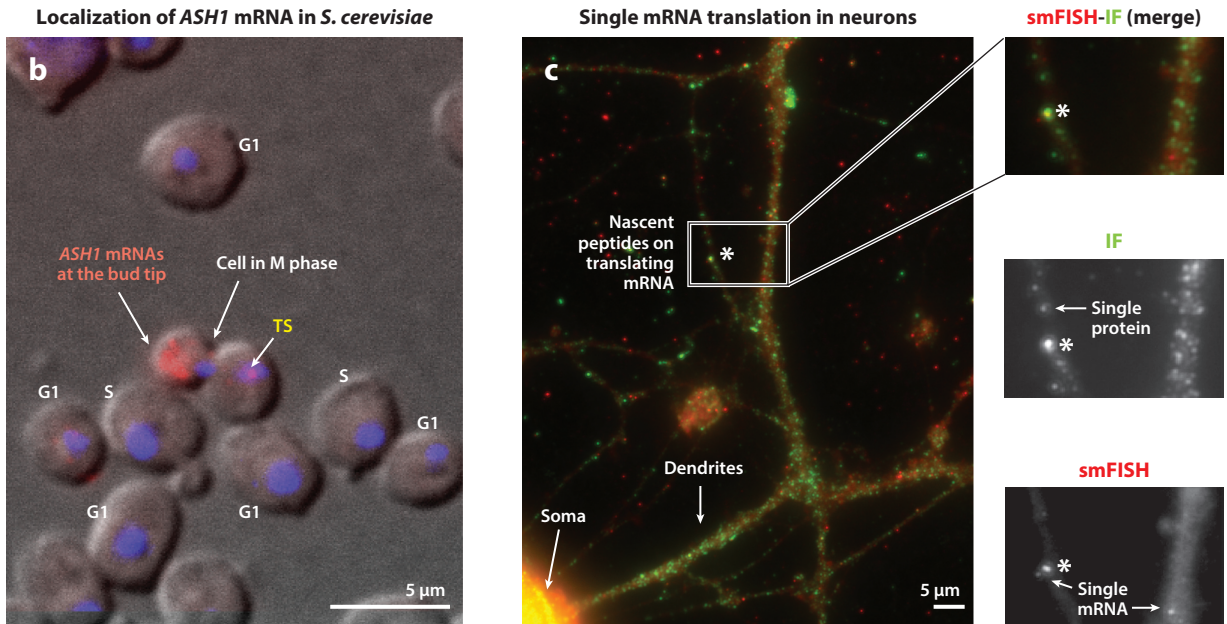 Localization of ASH1 mRNA in S. cerevisiae
b
G1
ASH1 mRNAs
at the bud tip
Cell in M phase
TS
G1
S
S
G1
G1
G1
5 μm
Single mRNA translation in neurons
c
Nascent
peptides on
translating
mRNA
*
Dendrites
Soma
5 μm
smFISH-IF (merge)
*
IF
Single
protein
*
smFISH
*
Single
mRNA